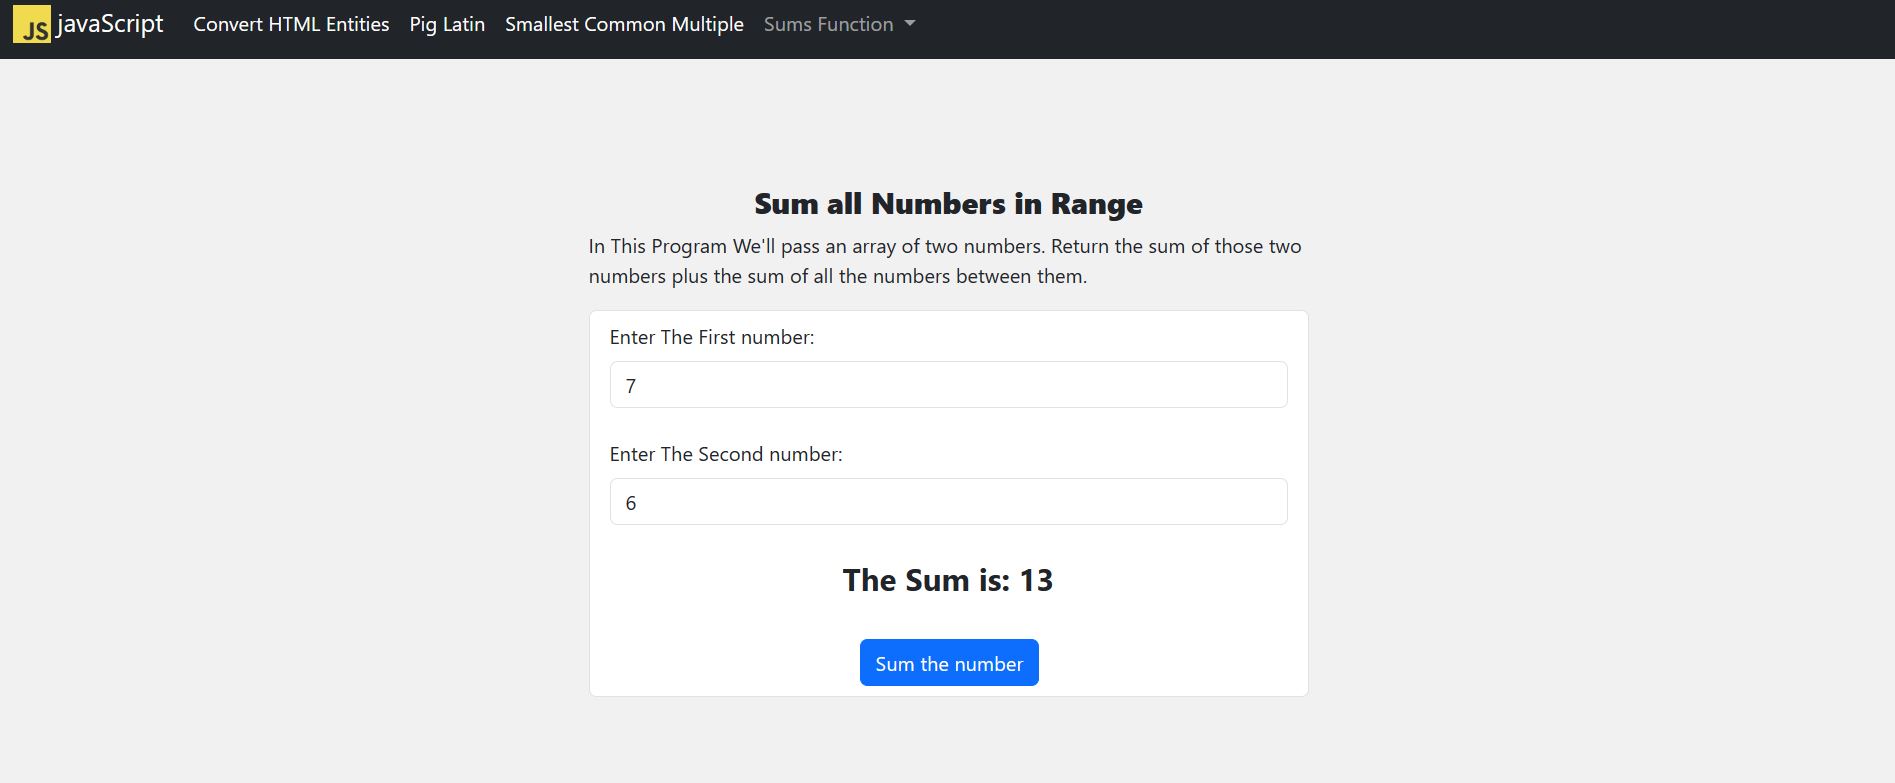 JS javaScript Convert HTML Entities Pig Latin Smallest Common Multiple Sums Function
Sum all Numbers in Range
In This Program We'll pass an array of two numbers. Return the sum of those two
numbers plus the sum of all the numbers between them.
Enter The First number:
7
Enter The Second number:
6
The Sum is: 13
Sum the number